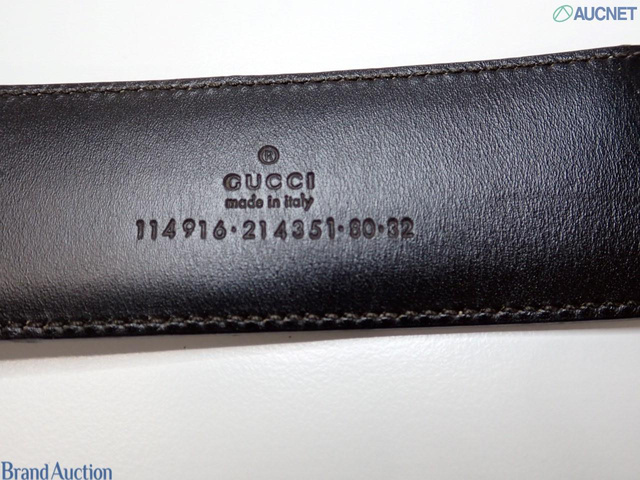 AUCNET
®
GUCCI
made in italy
114916·214351·80·32
Brand Auction